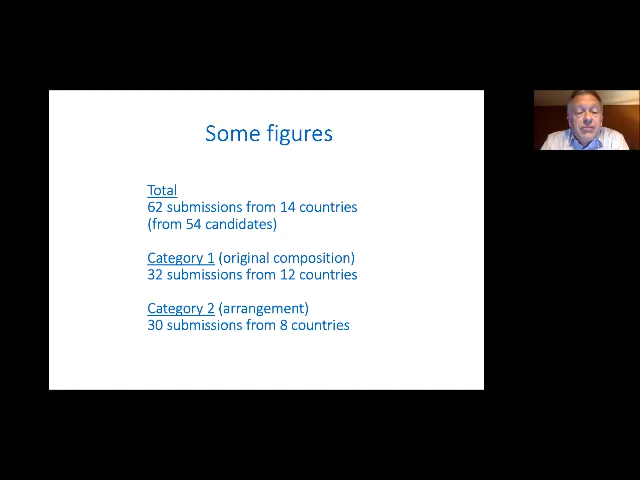 Some figures
Total
62 submissions from 14 countries
(from 54 candidates)
Category 1 (original composition)
32 submissions from 12 countries
Category 2 (arrangement)
30 submissions from 8 countries